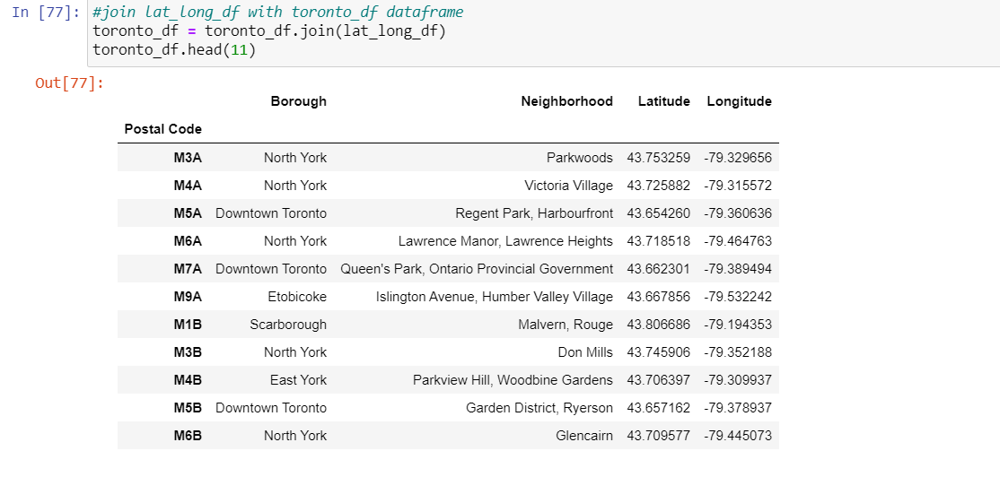 In [77]: #join lat_long_df with toronto_df dataframe
toronto_df = toronto_df.join(lat_long_df)
toronto_df.head(11)
Out[77]:
Borough Neighborhood Latitude Longitude
Postal Code
M3A North York Parkwoods 43.753259 -79.329656
M4A North York Victoria Village 43.725882 -79.315572
M5A Downtown Toronto Regent Park, Harbourfront 43.654260 -79.360636
M6A North York Lawrence Manor, Lawrence Heights 43.718518 -79.464763
M7A Downtown Toronto Queen's Park, Ontario Provincial Government 43.662301 -79.389494
M9A Etobicoke Islington Avenue, Humber Valley Village 43.667856 -79.532242
M1B Scarborough Malvern, Rouge 43.806686 -79.194353
M3B North York Don Mills 43.745906 -79.352188
M4B East York Parkview Hill, Woodbine Gardens 43.706397 -79.309937
M5B Downtown Toronto Garden District, Ryerson 43.657162 -79.378937
M6B North York Glencairn 43.709577 -79.445073